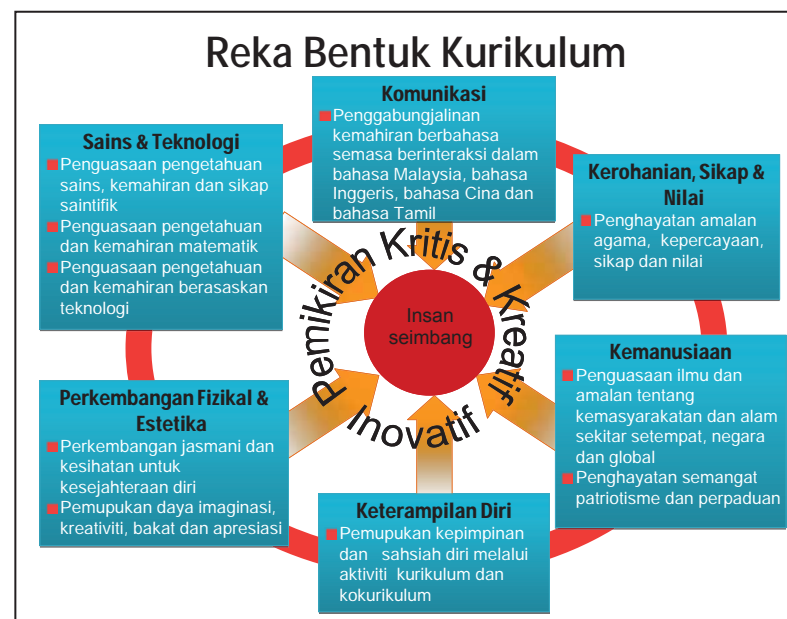 Reka Bentuk Kurikulum
Komunikasi
Penggabungjalinan
kemahiran berbahasa
semasa berinteraksi dalam
bahasa Malaysia, bahasa
Inggeris, bahasa Cina dan
bahasa Tamil
Sains & Teknologi
Penguasaan pengetahuan
sains, kemahiran dan sikap
saintifik
Penguasaan pengetahuan
dan kemahiran matematik
Penguasaan pengetahuan
dan kemahiran berasaskan
teknologi
Kerohanian, Sikap &
Nilai
Penghayatan amalan
agama, kepercayaan,
sikap dan nilai
Pemikiran Kritis & Kreatif
Inovatif
Insan
seimbang
Perkembangan Fizikal &
Estetika
Perkembangan jasmani dan
kesihatan untuk
kesejahteraan diri
Pemupukan daya imaginasi,
kreativiti, bakat dan apresiasi
Kemanusiaan
Penguasaan ilmu dan
amalan tentang
kemasyarakatan dan alam
sekitar setempat, negara
dan global
Penghayatan semangat
patriotisme dan perpaduan
Keterampilan Diri
Pemupukan kepimpinan
dan sahsiah diri melalui
aktiviti kurikulum dan
kokurikulum